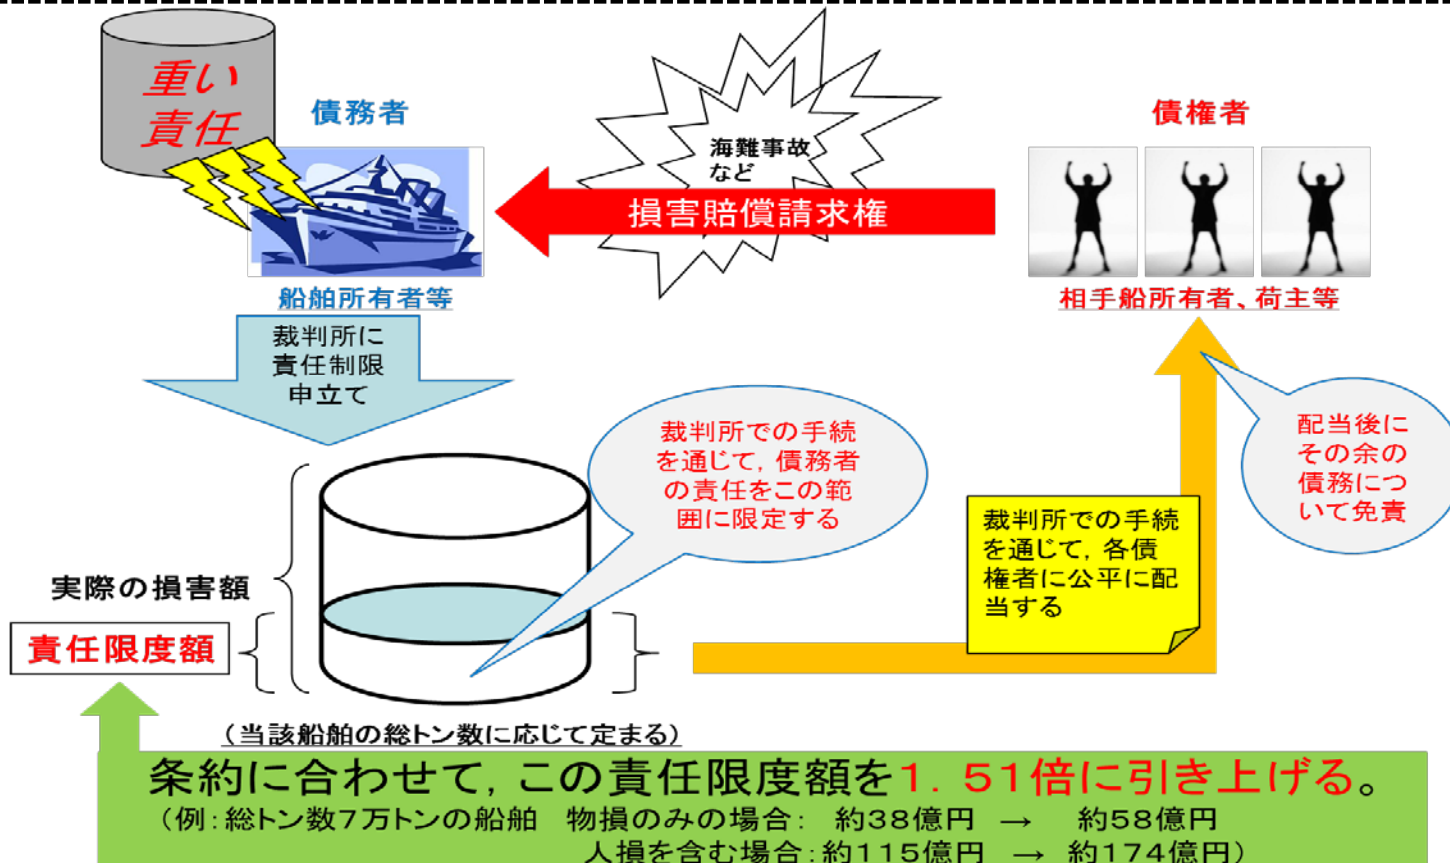 重い
責任
債務者
海難事故
など
債権者
損害賠償請求権
船舶所有者等
相手船所有者、荷主等
裁判所に
責任制限
申立て
裁判所での手続
を通じて，債務者
の責任をこの範
囲に限定する
配当後に
その余の
債務につ
いて免責
裁判所での手続
を通じて，各債
権者に公平に配
当する
実際の損害額
責任限度額
（当該船舶の総トン数に応じて定まる）
条約に合わせて，この責任限度額を１．５１倍に引き上げる。
（例：総トン数７万トンの船舶　物損のみの場合：　約３８億円　→　約５８億円
人損を含む場合：約１１５億円　→　約１７４億円）